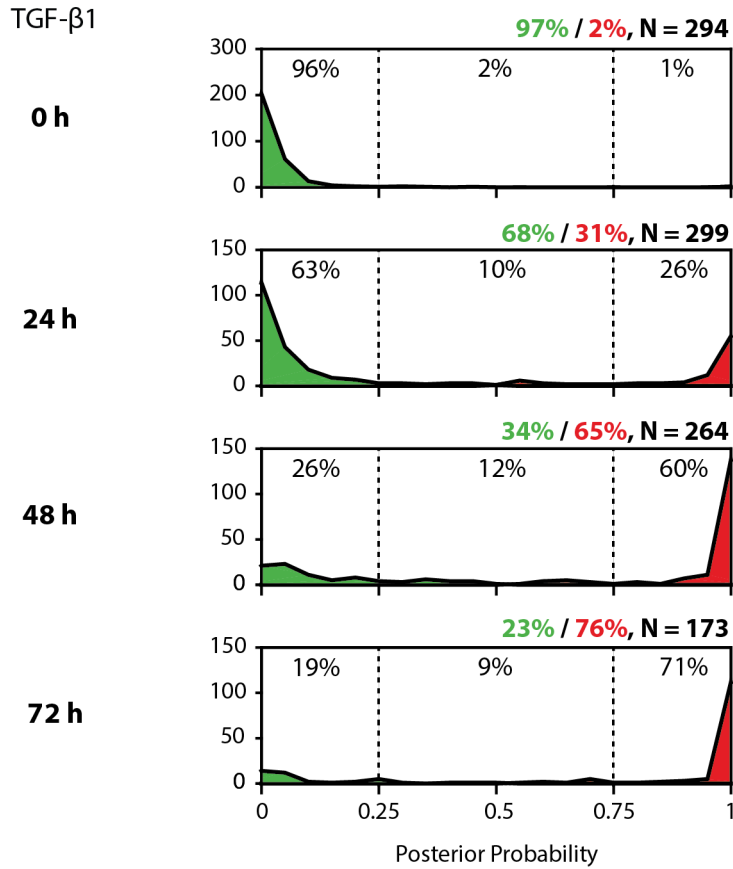 TGF-β1
97% / 2%, N = 294
300
96%
2%
1%
200
0 h
100
0
68% / 31%, N = 299
150
63%
10%
26%
100
24 h
50
0
34% / 65%, N = 264
150
26%
12%
60%
100
48 h
50
0
23% / 76%, N = 173
150
19%
9%
71%
100
72 h
50
0
0 0.25 0.5 0.75 1
Posterior Probability